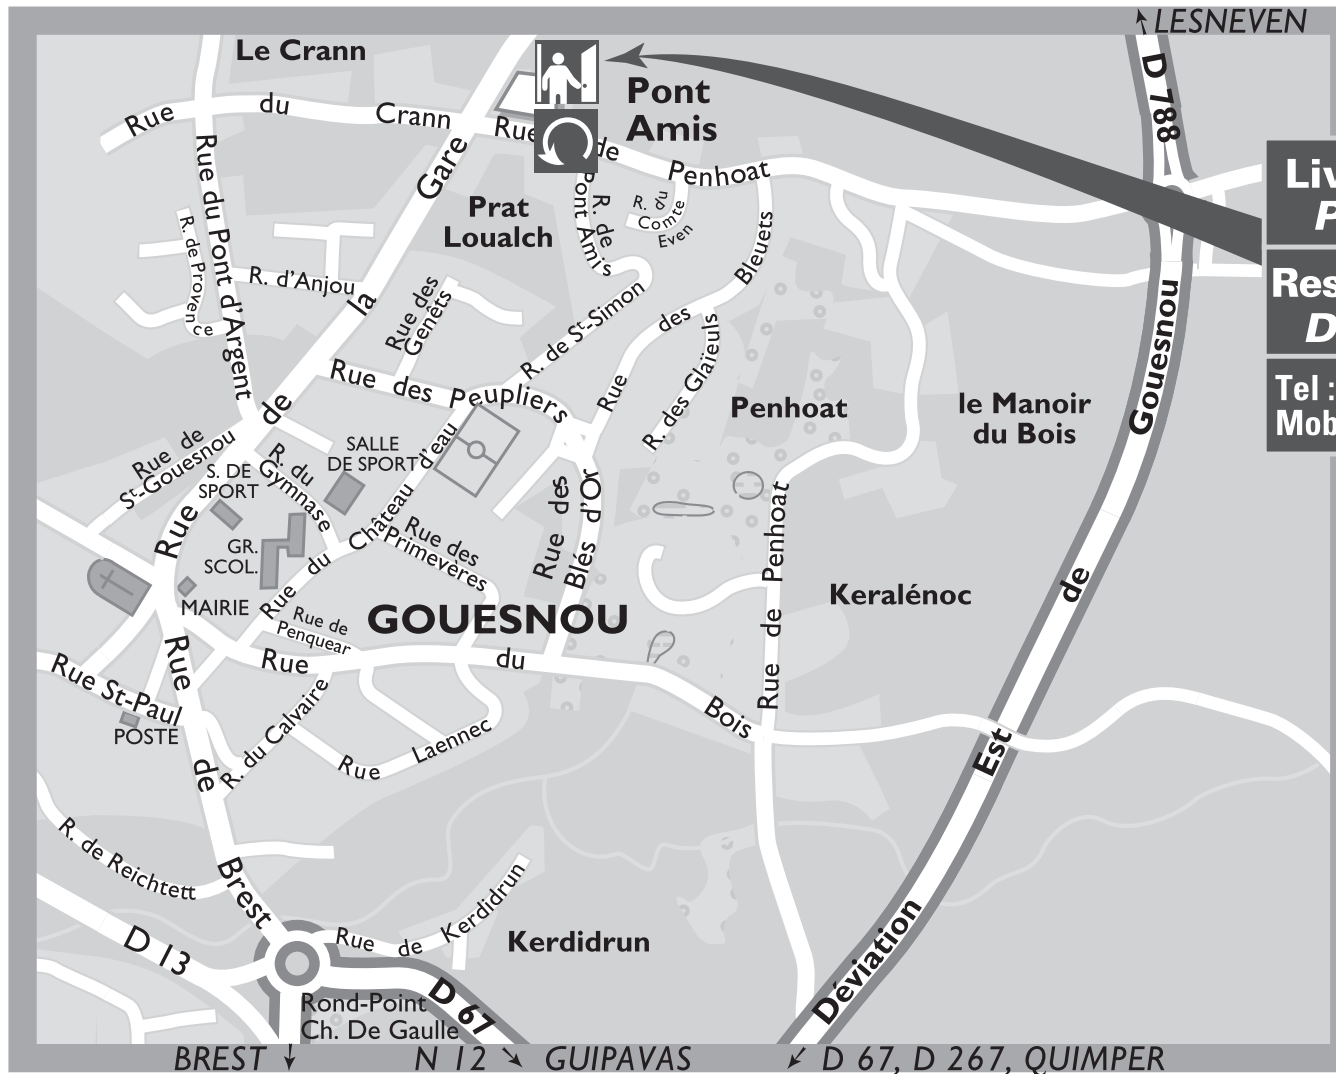 LESNEVEN
Le Crann
D 788
Pont
Amis
Rue du Crann
Rue de Penhoat
Rue du Pont d'Argent
Rue de la Gare
R. de
Pont Amis
R. du
Comte
Even
Prat
Loualch
R. de Provence
R. d'Anjou
Rue des
Genêts
R. de St-Simon
Rue des Bleuets
R. des Glaïeuls
Liv
P
Res
D
Tel :
Mob
Rue des Peupliers
Penhoat
le Manoir
du Bois
Rue de
St-Gouesnou
R. du
Gymnase
SALLE
DE SPORT
S. DE
SPORT
GR.
SCOL.
MAIRIE
Rue du Château d'eau
Rue des
Primevères
Rue des
Blés d'Or
Rue de Penhoat
Keralénoc
GOUESNOU
Rue de
Penquear
Rue du Bois
Rue St-Paul
POSTE
R. du Calvaire
Rue Laennec
Rue de Brest
R. de Reichtett
D 13
Rue de Kerdidrun
Kerdidrun
D 67
Rond-Point
Ch. De Gaulle
Déviation Est de Gouesnou
BREST
N 12
GUIPAVAS
D 67, D 267, QUIMPER